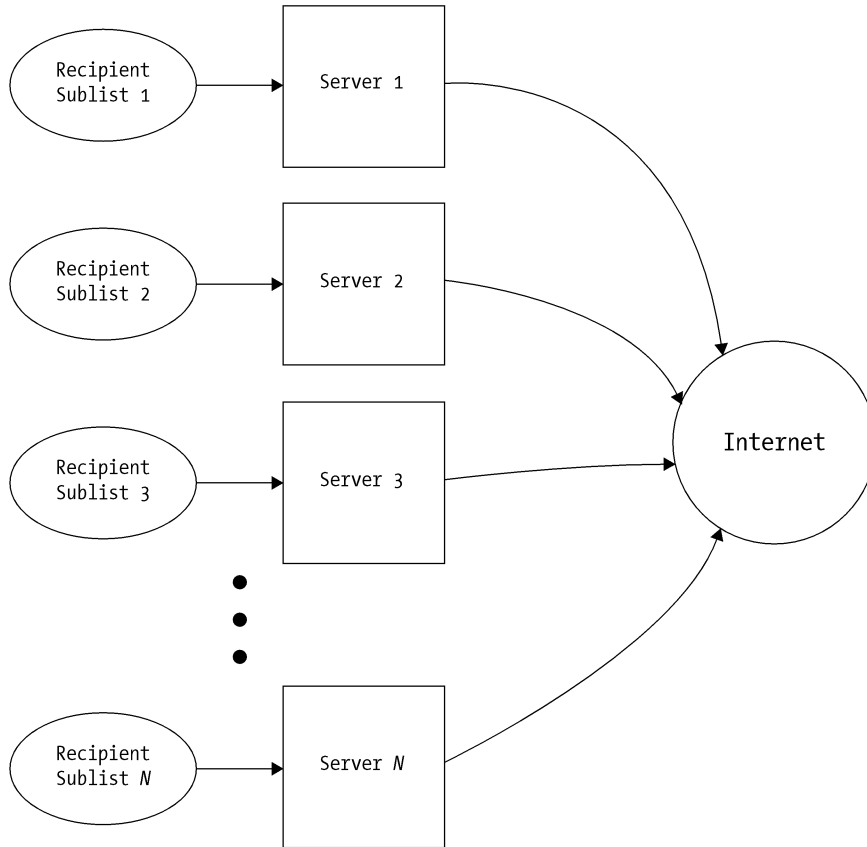 Recipient
Sublist 1
Server 1
Recipient
Sublist 2
Server 2
Recipient
Sublist 3
Server 3
Internet
Recipient
Sublist N
Server N